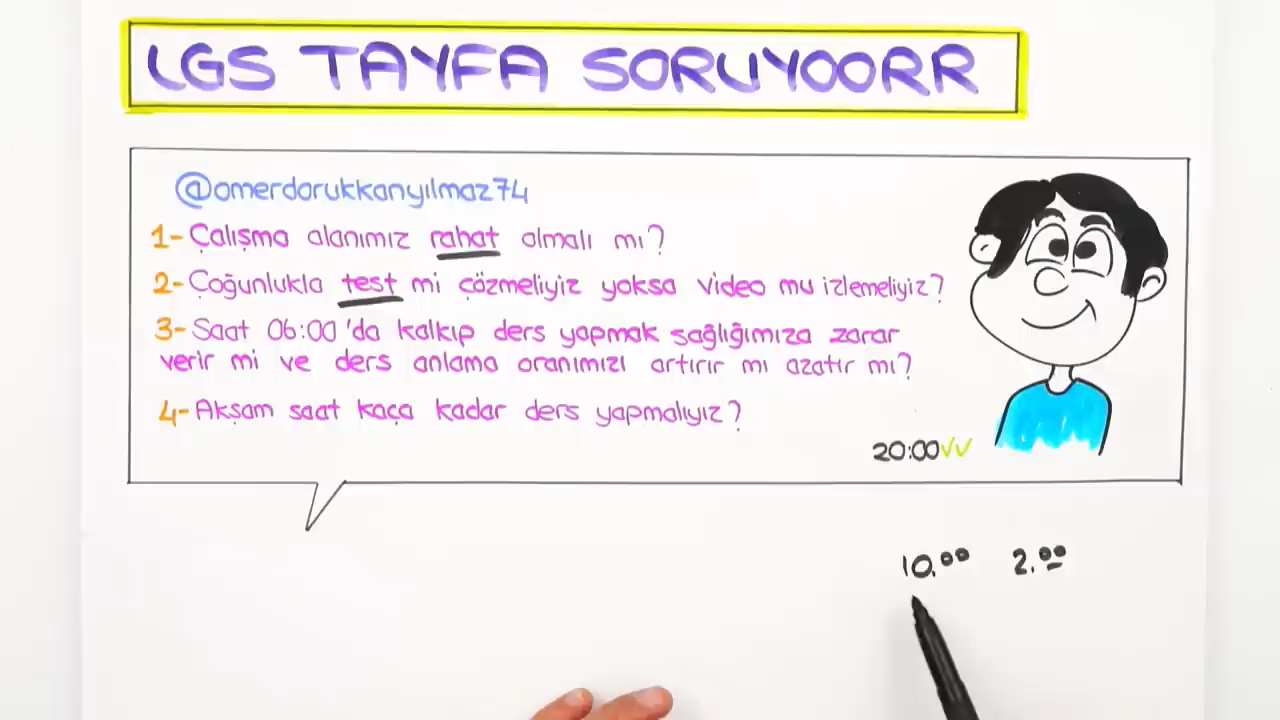 LGS TAYFA SORUYOORR
@omerdorukkanyılmaz74
1- Çalışma alanımız rahat olmalı mı?
2- Çoğunlukla test mi çözmeliyiz yoksa video mu izlemeliyiz?
3- Saat 06:00'da kalkıp ders yapmak sağlığımıza zarar
verir mi ve ders anlama oranımızı artırır mı azatır mı?
4- Akşam saat kaça kadar ders yapmalıyız?
20:00√√
10.00 2.00